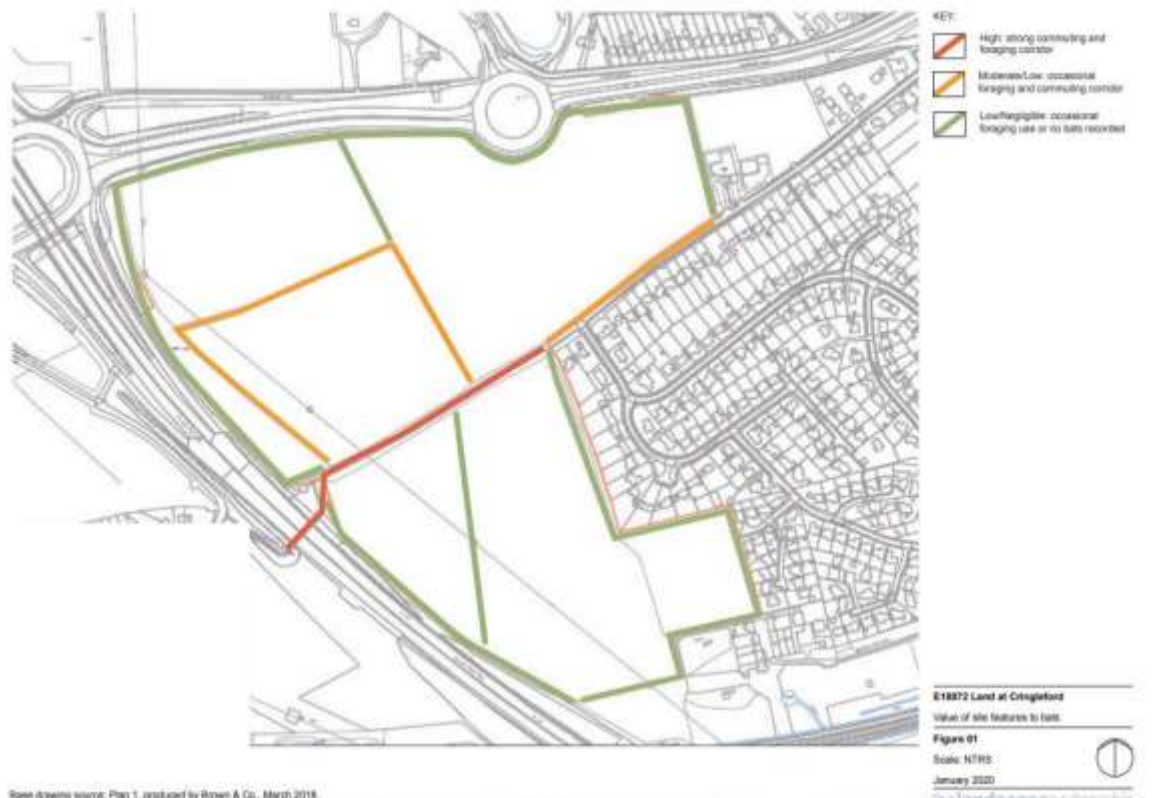 KEY:
High: strong commuting and
foraging corridor
Moderate/Low: occasional
foraging and commuting corridor
Low/Negligible: occasional
foraging use or no bats recorded
E18872 Land at Cringleford
Value of site features to bats
Figure 01
Scale: NTRS
January 2020
Base drawing source: Plan 1, produced by Brown & Co., March 2018.